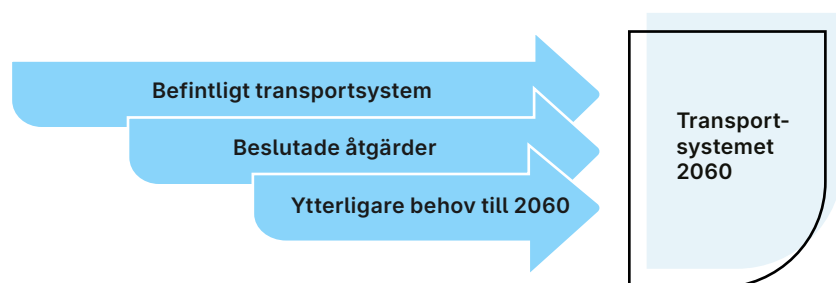 Befintligt transportsystem
Beslutade åtgärder
Ytterligare behov till 2060
Transport-
systemet
2060